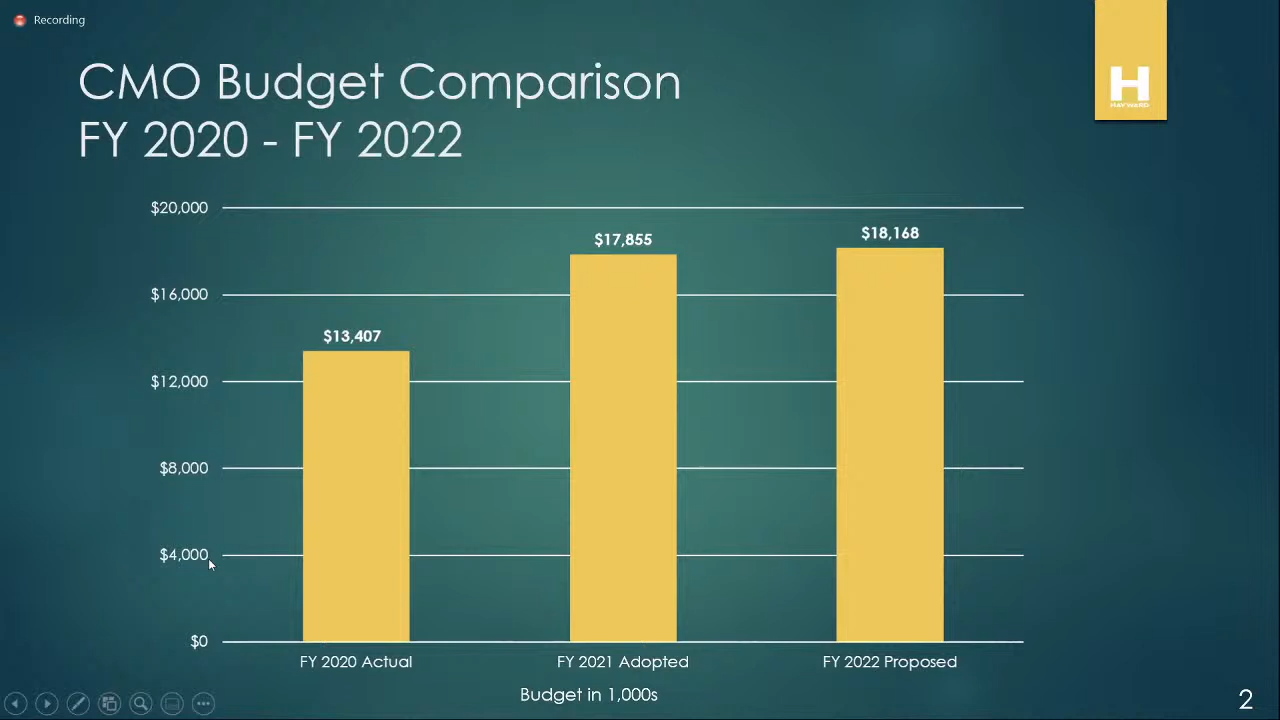 Recording
CMO Budget Comparison
FY 2020 - FY 2022
H
HAYWARD
$20,000
$16,000
$12,000
$8,000
$4,000
$0
$13,407
$17,855
$18,168
FY 2020 Actual
FY 2021 Adopted
FY 2022 Proposed
Budget in 1,000s
2